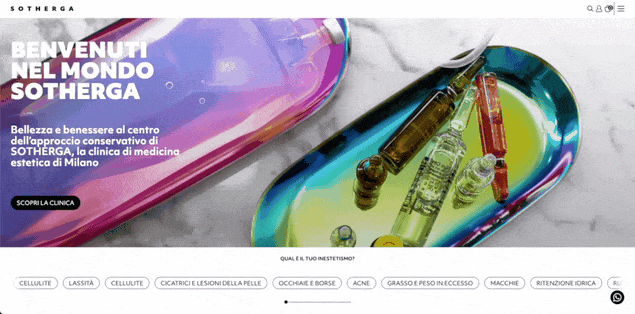 SOTHERGA
BENVENUTI
NEL MONDO
SOTHERGA
Bellezza e benessere al centro
dell'approccio conservativo di
SOTHERGA, la clinica di medicina
estetica di Milano
SCOPRI LA CLINICA
QUAL È IL TUO INESTETISMO?
CELLULITE LASSITÀ CELLULITE CICATRICI E LESIONI DELLA PELLE OCCHIAIE E BORSE ACNE GRASSO E PESO IN ECCESSO MACCHIE RITENZIONE IDRICA